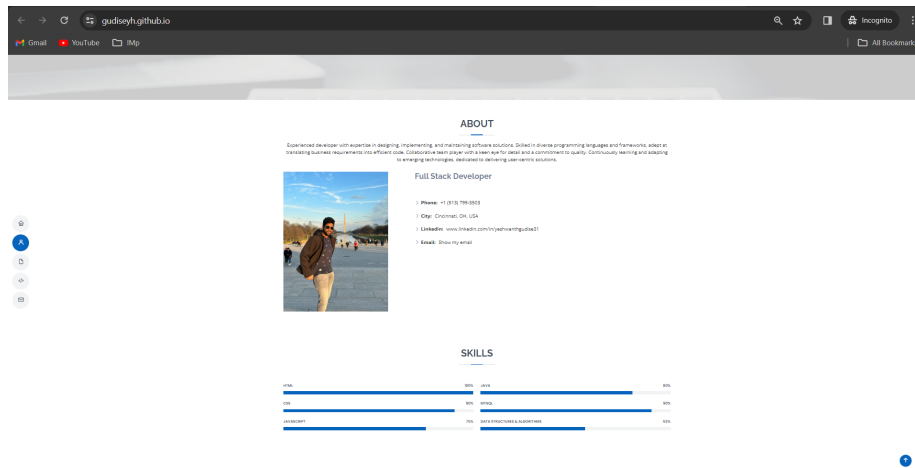 gudiseyh.github.io
Incognito
Gmail
YouTube
IMp
All Bookmark
ABOUT
Experienced developer with expertise in designing, implementing, and maintaining software solutions. Skilled in diverse programming languages and frameworks, adept at
translating business requirements into efficient code. Collaborative team player with a keen eye for detail and a commitment to quality. Continuously learning and adapting
to emerging technologies, dedicated to delivering user-centric solutions.
Full Stack Developer
Phone: +1 (513) 799-3503
City: Cincinnati, OH, USA
LinkedIn: www.linkedin.com/in/yeshwanthgudise31
Email: Show my email
SKILLS
HTML 100%
JAVA 80%
CSS 90%
MYSQL 90%
JAVASCRIPT 75%
DATA STRUCTURES & ALGORITHMS 55%